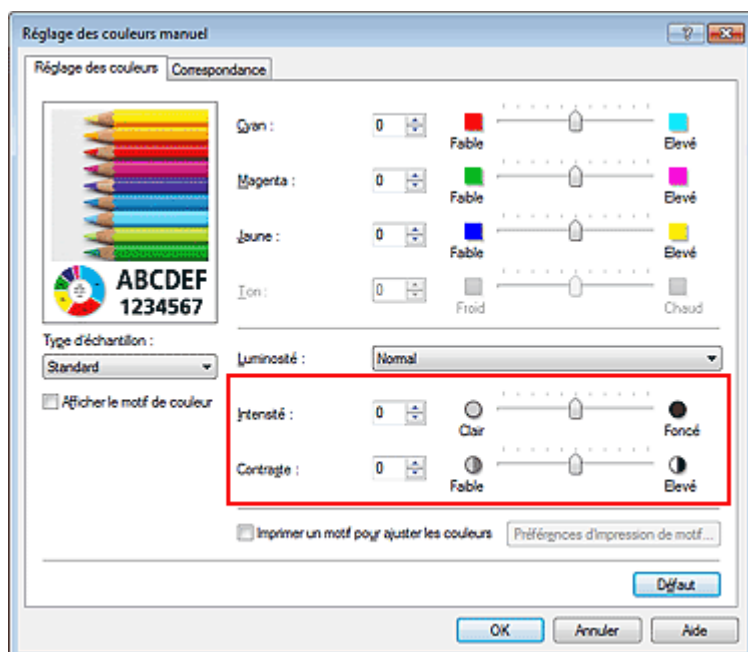 Réglage des couleurs manuel
Réglage des couleurs Correspondance
Cyan : 0 Faible Elevé
Magenta : 0 Faible Elevé
Jaune : 0 Faible Elevé
Ton : 0 Froid Chaud
ABCDEF
1234567
Type d'échantillon :
Standard
Afficher le motif de couleur
Luminosité : Normal
Intensité : 0 Clair Foncé
Contraste : 0 Faible Elevé
Imprimer un motif pour ajuster les couleurs Préférences d'impression de motif...
Défaut
OK Annuler Aide